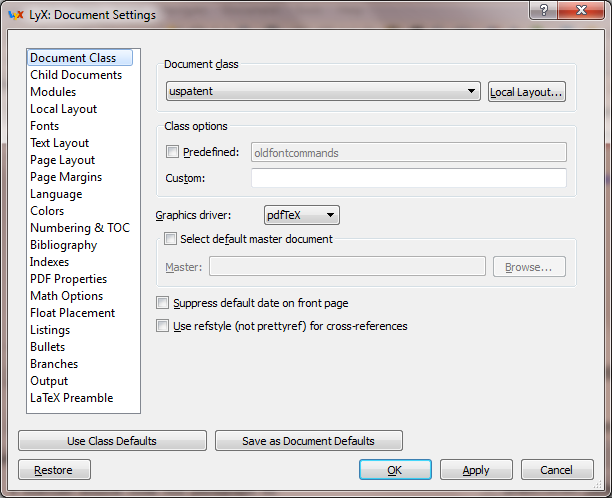 LyX: Document Settings
Document Class
Child Documents
Modules
Local Layout
Fonts
Text Layout
Page Layout
Page Margins
Language
Colors
Numbering & TOC
Bibliography
Indexes
PDF Properties
Math Options
Float Placement
Listings
Bullets
Branches
Output
LaTeX Preamble
Document class
uspatent
Local Layout...
Class options
Predefined:
oldfontcommands
Custom:
Graphics driver:
pdfTeX
Select default master document
Master:
Browse...
Suppress default date on front page
Use refstyle (not prettyref) for cross-references
Use Class Defaults
Save as Document Defaults
Restore
OK
Apply
Cancel